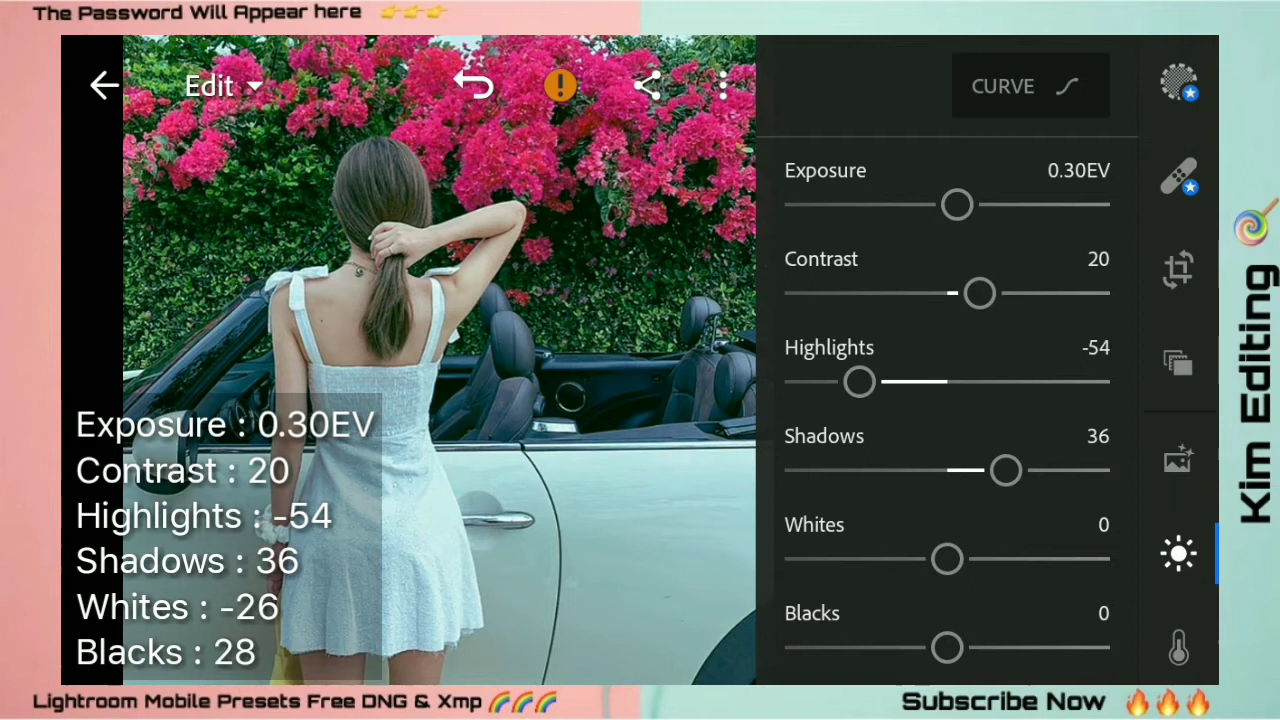 The Password Will Appear here 👉👉👉
Edit
CURVE
Exposure 0.30EV
Contrast 20
Highlights -54
Shadows 36
Whites 0
Blacks 0
Exposure : 0.30EV
Contrast : 20
Highlights : -54
Shadows : 36
Whites : -26
Blacks : 28
Kim Editing 🍭
Lightroom Mobile Presets Free DNG & Xmp 🌈🌈🌈
Subscribe Now 🔥🔥🔥